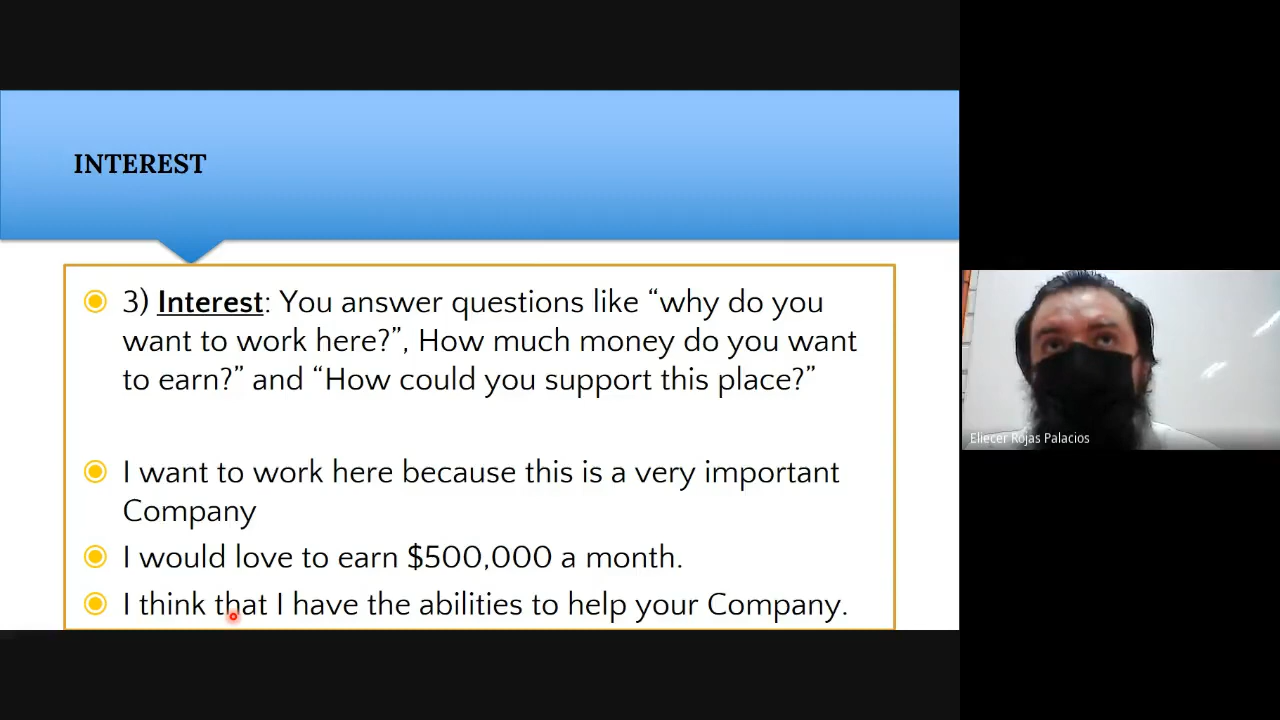 INTEREST
3) Interest: You answer questions like “why do you
want to work here?”, How much money do you want
to earn?” and “How could you support this place?”
I want to work here because this is a very important
Company
I would love to earn $500,000 a month.
I think that I have the abilities to help your Company.
Eliecer Rojas Palacios